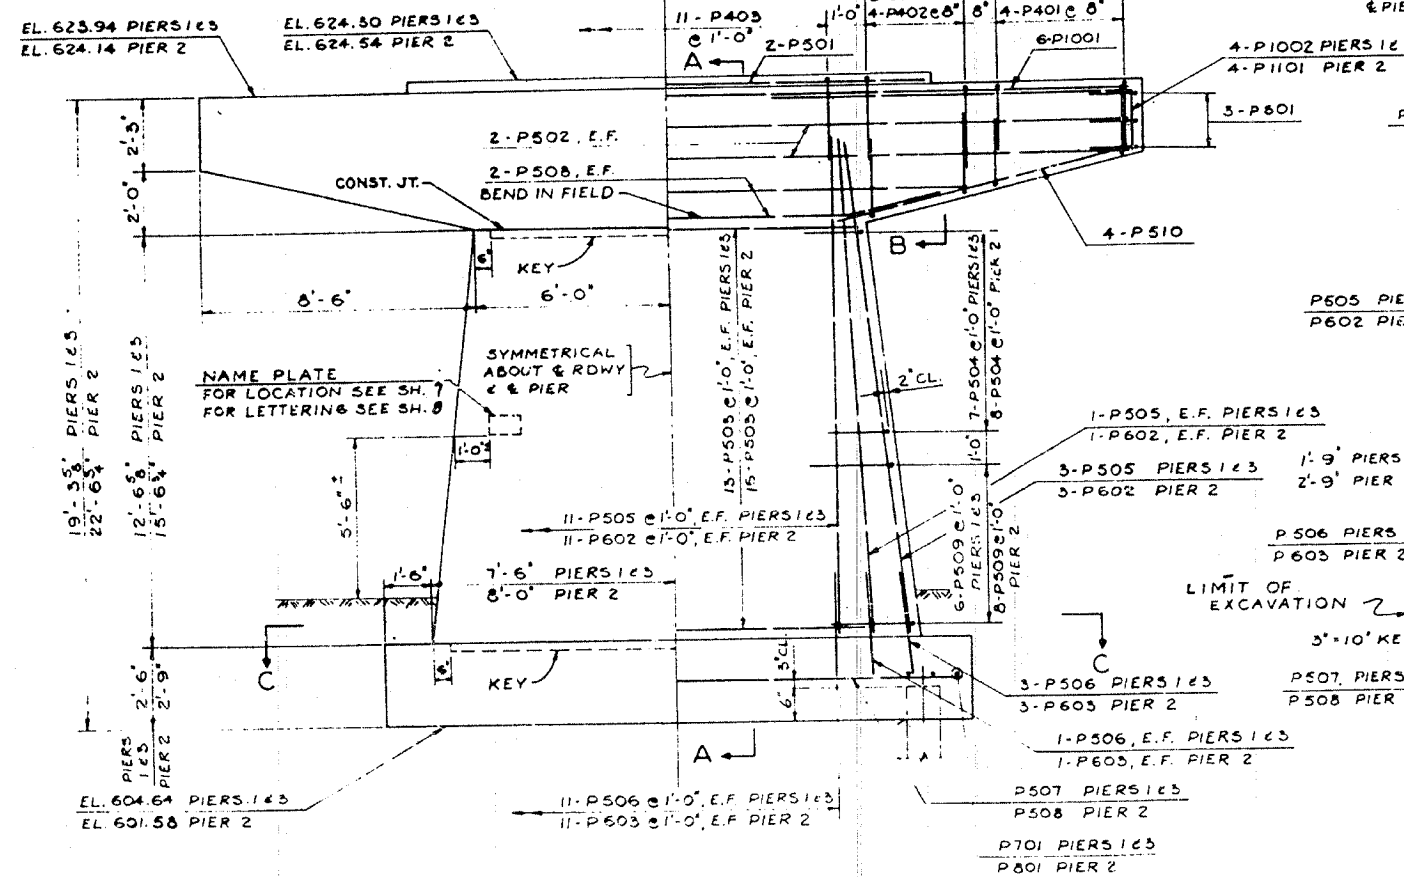 EL. 623.94 PIERS 1 & 3
EL. 624.14 PIER 2
EL. 624.30 PIERS 1 & 3
EL. 624.54 PIER 2
11 - P403
@ 1'-0"
1'-0"
4-P402 @ 8"
8"
4-P401 @ 8"
2-P501
6-P1001
A
4-P1002 PIERS 1 &
4-P1101 PIER 2
3-P801
2'-3"
2'-0"
2-P502, E.F.
2-P508, E.F.
BEND IN FIELD
CONST. JT.
KEY
6"
8'-6"
6'-0"
B
4-P510
P605 PIE
P602 PIE
SYMMETRICAL
ABOUT ℄ RDWY
& ℄ PIER
NAME PLATE
FOR LOCATION SEE SH. 7
FOR LETTERING SEE SH. 8
1'-0"±
5'-6"±
19'-3 5/8" PIERS 1 & 3
22'-6 3/4" PIER 2
12'-6 5/8" PIERS 1 & 3
15'-6 3/4" PIER 2
13-P503 @ 1'-0", E.F. PIERS 1 & 3
15-P503 @ 1'-0", E.F. PIER 2
7-P504 @ 1'-0" PIERS 1 & 3
8-P504 @ 1'-0" PIER 2
2" CL.
1'-0"
6-P509 @ 1'-0"
PIERS 1 & 3
8-P509 @ 1'-0"
PIER 2
1-P505, E.F. PIERS 1 & 3
1-P602, E.F. PIER 2
3-P505 PIERS 1 & 3
3-P602 PIER 2
1'-9" PIERS
2'-9" PIER
11-P505 @ 1'-0", E.F. PIERS 1 & 3
11-P602 @ 1'-0", E.F. PIER 2
P506 PIERS
P603 PIER
LIMIT OF
EXCAVATION
3" × 10" KE
1'-6"
7'-6" PIERS 1 & 3
8'-0" PIER 2
C
C
6"
KEY
3" CL.
6"
2'-6"
2'-9"
PIERS
1 & 3
PIER 2
3-P506 PIERS 1 & 3
3-P603 PIER 2
P507, PIERS
P508 PIER
1-P506, E.F. PIERS 1 & 3
1-P603, E.F. PIER 2
A
EL. 604.64 PIERS 1 & 3
EL. 601.58 PIER 2
11-P506 @ 1'-0", E.F. PIERS 1 & 3
11-P603 @ 1'-0", E.F. PIER 2
P507 PIERS 1 & 3
P508 PIER 2
P701 PIERS 1 & 3
P801 PIER 2